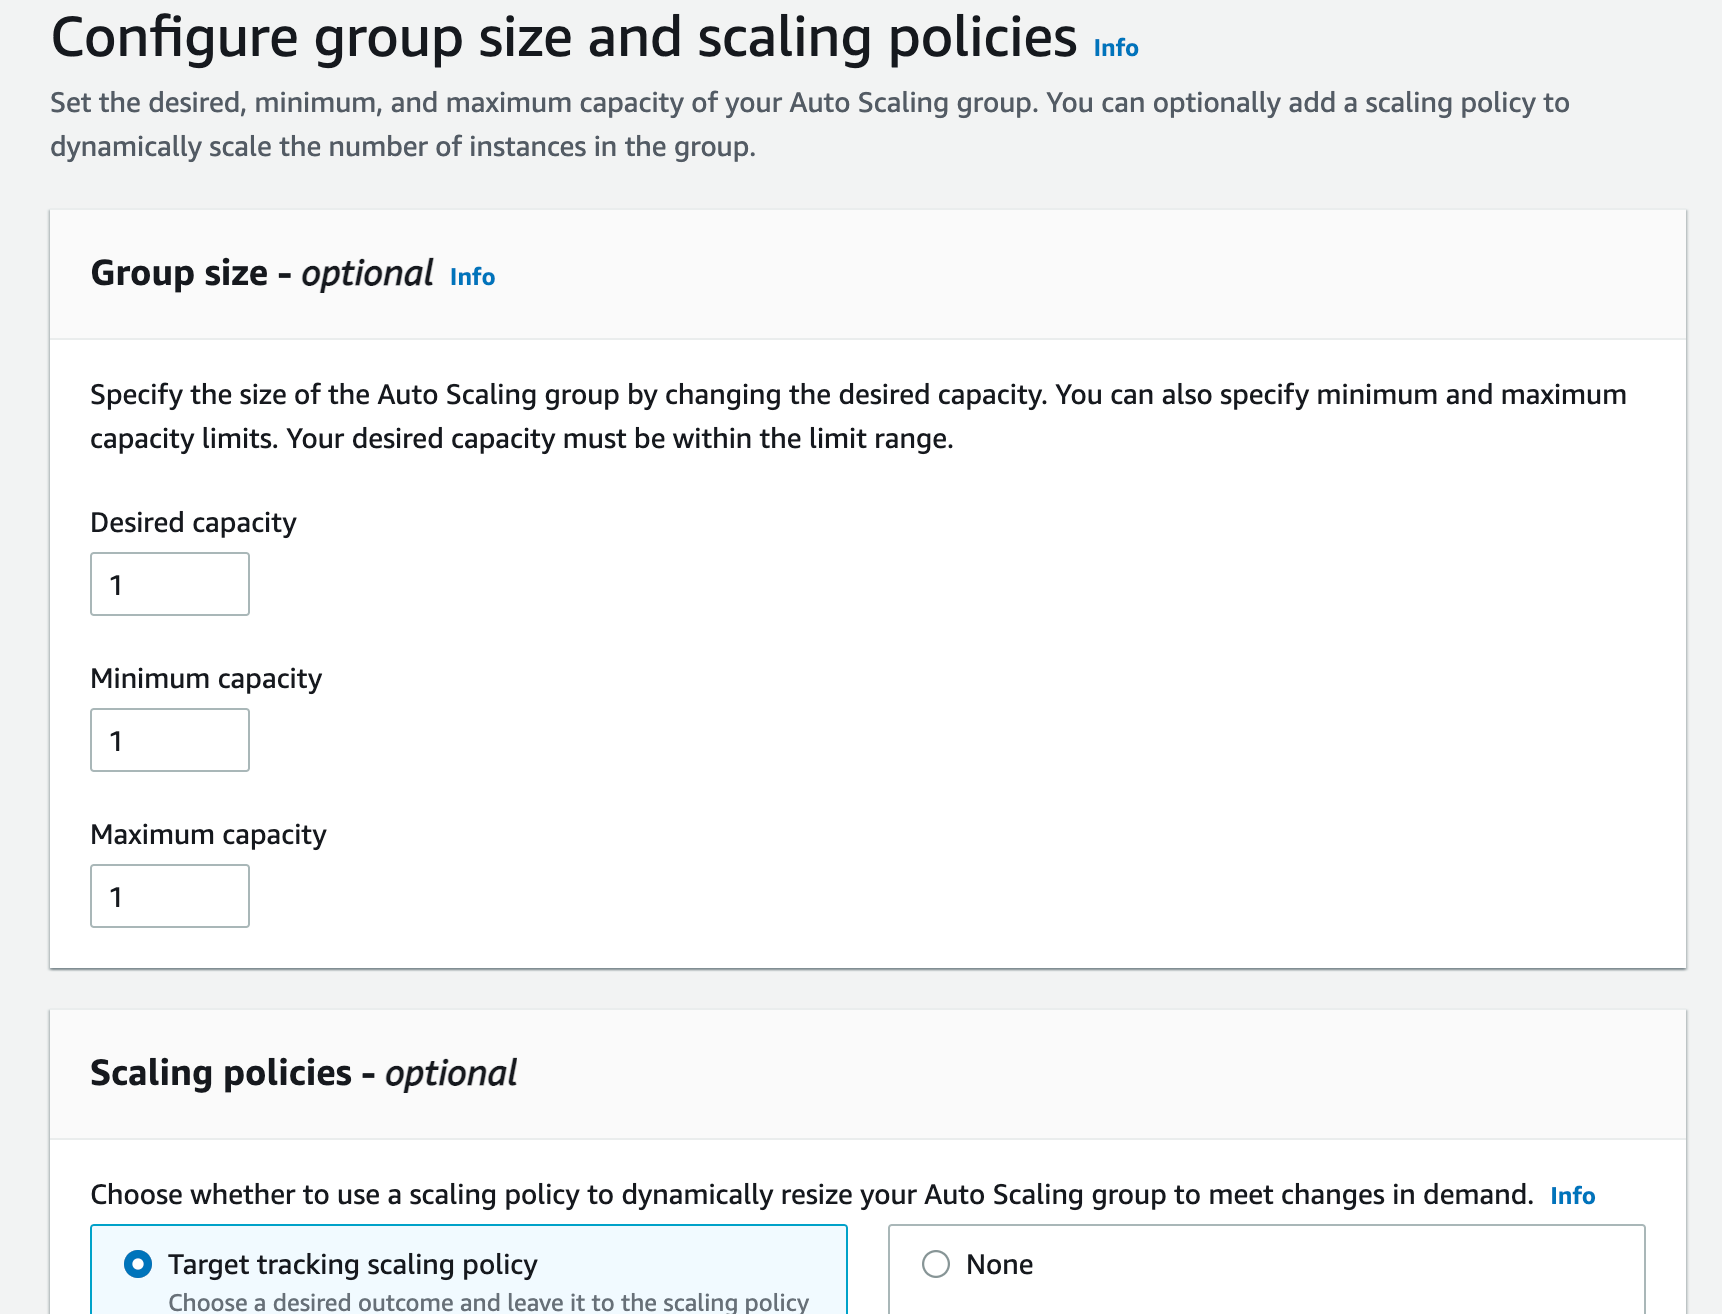 Configure group size and scaling policies Info
Set the desired, minimum, and maximum capacity of your Auto Scaling group. You can optionally add a scaling policy to
dynamically scale the number of instances in the group.
Group size - optional Info
Specify the size of the Auto Scaling group by changing the desired capacity. You can also specify minimum and maximum
capacity limits. Your desired capacity must be within the limit range.
Desired capacity
1
Minimum capacity
1
Maximum capacity
1
Scaling policies - optional
Choose whether to use a scaling policy to dynamically resize your Auto Scaling group to meet changes in demand. Info
Target tracking scaling policy
None
Choose a desired outcome and leave it to the scaling policy